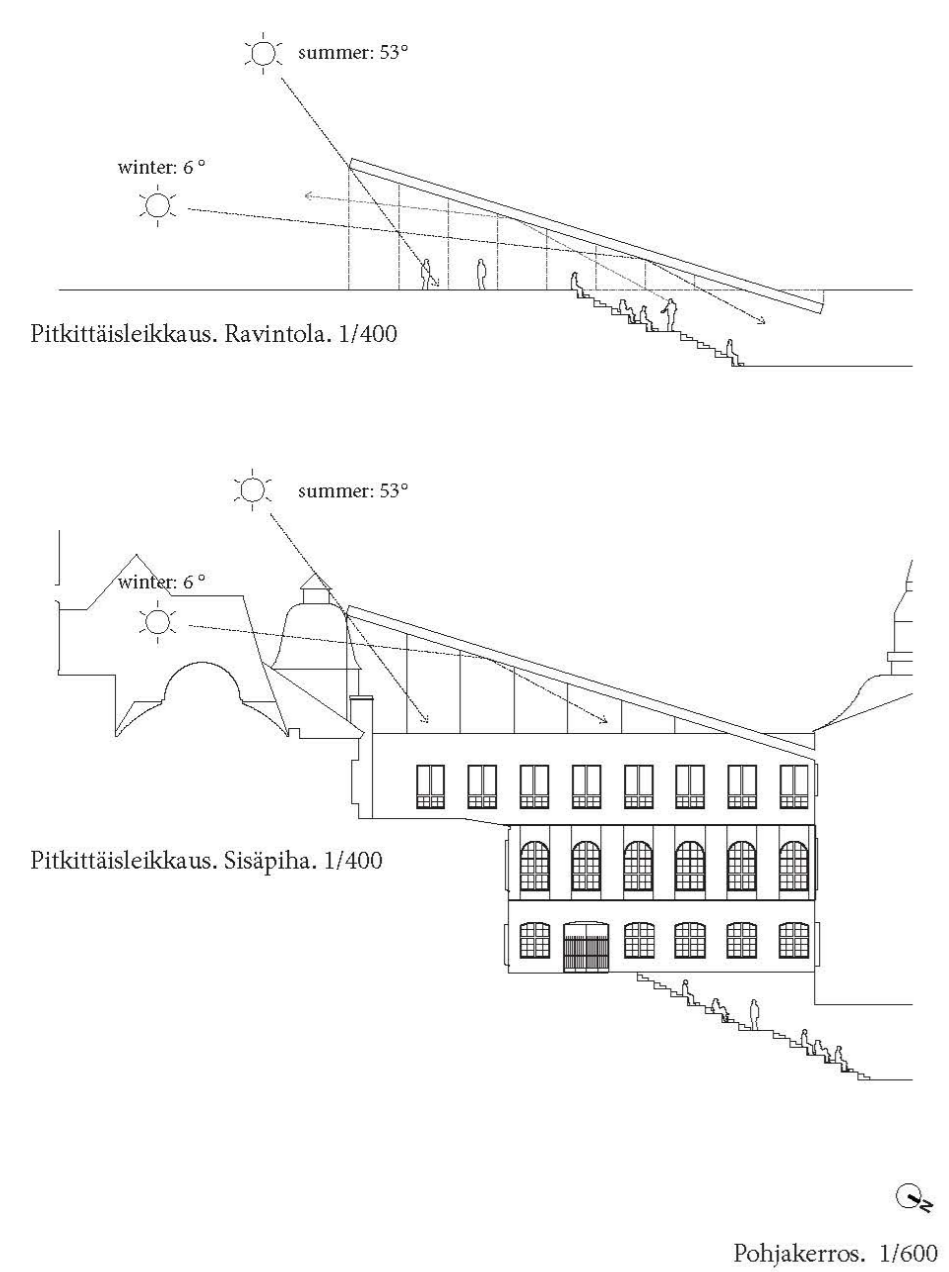 summer: 53°
winter: 6 °
Pitkittäisleikkaus. Ravintola. 1/400
summer: 53°
winter: 6 °
Pitkittäisleikkaus. Sisäpiha. 1/400
N
Pohjakerros. 1/600